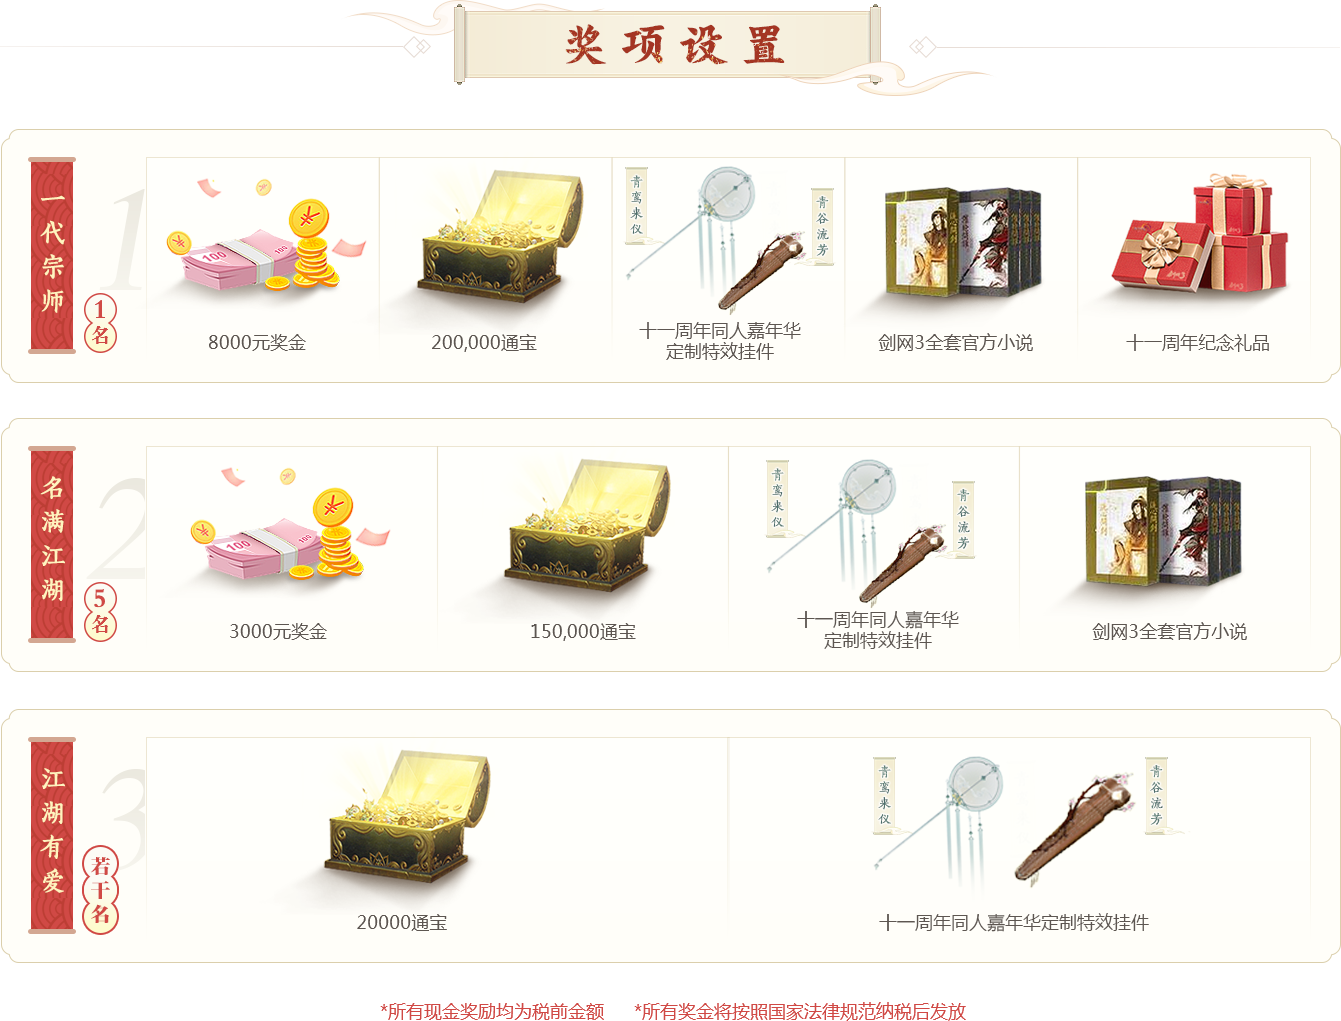 奖项设置
一代宗师
1
1名
8000元奖金
200,000通宝
青鸾来仪
青谷流芳
十一周年同人嘉年华
定制特效挂件
剑网3全套官方小说
十一周年纪念礼品
名满江湖
2
5名
3000元奖金
150,000通宝
青鸾来仪
青谷流芳
十一周年同人嘉年华
定制特效挂件
剑网3全套官方小说
江湖有爱
3
若干名
20000通宝
青鸾来仪
青谷流芳
十一周年同人嘉年华定制特效挂件
*所有现金奖励均为税前金额 *所有奖金将按照国家法律规范纳税后发放